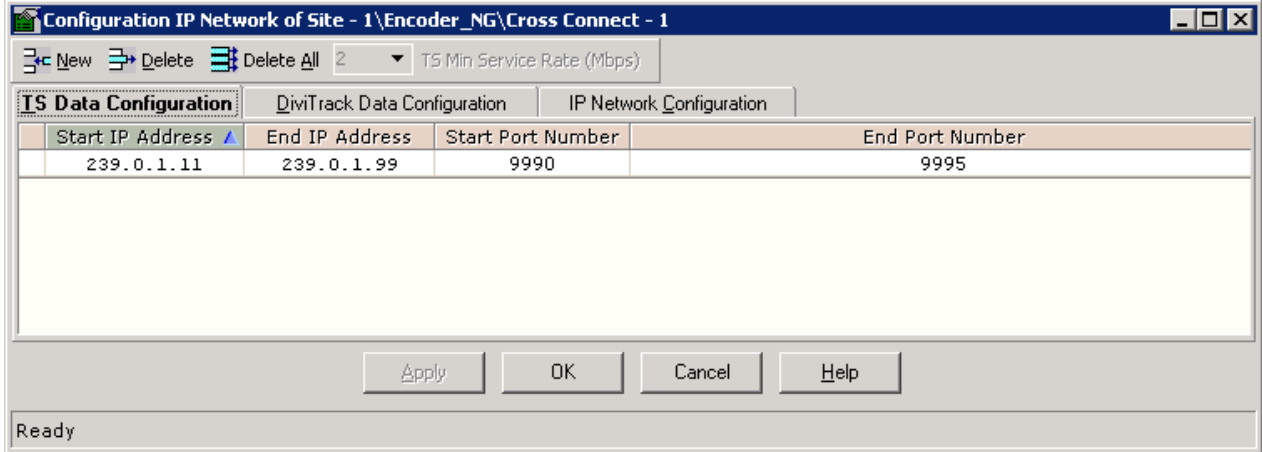 Configuration IP Network of Site - 1\Encoder_NG\Cross Connect - 1
New Delete Delete All 2 TS Min Service Rate (Mbps)
TS Data Configuration DiviTrack Data Configuration IP Network Configuration
Start IP Address End IP Address Start Port Number End Port Number
239.0.1.11 239.0.1.99 9990 9995
Apply OK Cancel Help
Ready